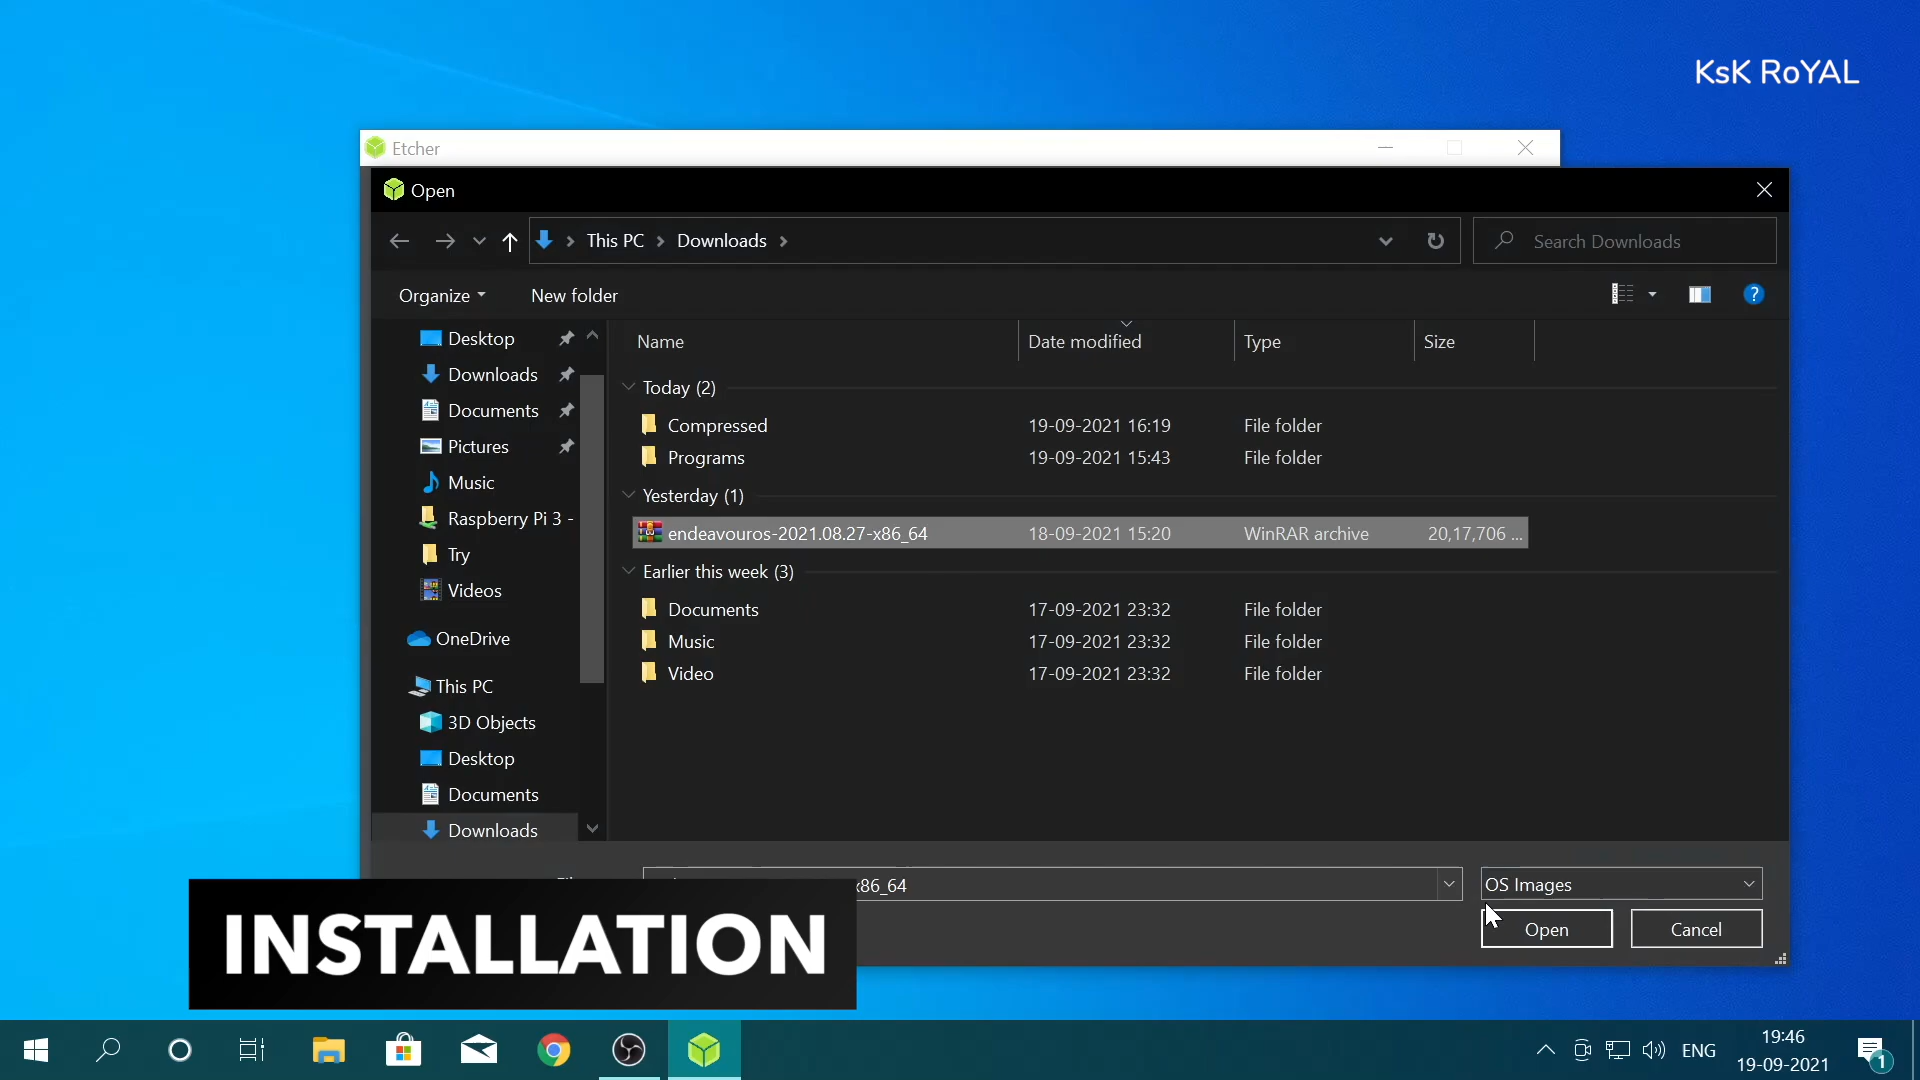 KsK RoYAL
Etcher
Open
This PC
Downloads
Search Downloads
Organize
New folder
Desktop
Downloads
Documents
Pictures
Music
Raspberry Pi 3 -
Try
Videos
OneDrive
This PC
3D Objects
Desktop
Documents
Downloads
Name Date modified Type Size
Today (2)
Compressed 19-09-2021 16:19 File folder
Programs 19-09-2021 15:43 File folder
Yesterday (1)
endeavouros-2021.08.27-x86_64 18-09-2021 15:20 WinRAR archive 20,17,706 ...
Earlier this week (3)
Documents 17-09-2021 23:32 File folder
Music 17-09-2021 23:32 File folder
Video 17-09-2021 23:32 File folder
x86_64
OS Images
Open
Cancel
INSTALLATION
ENG
19:46
19-09-2021
1